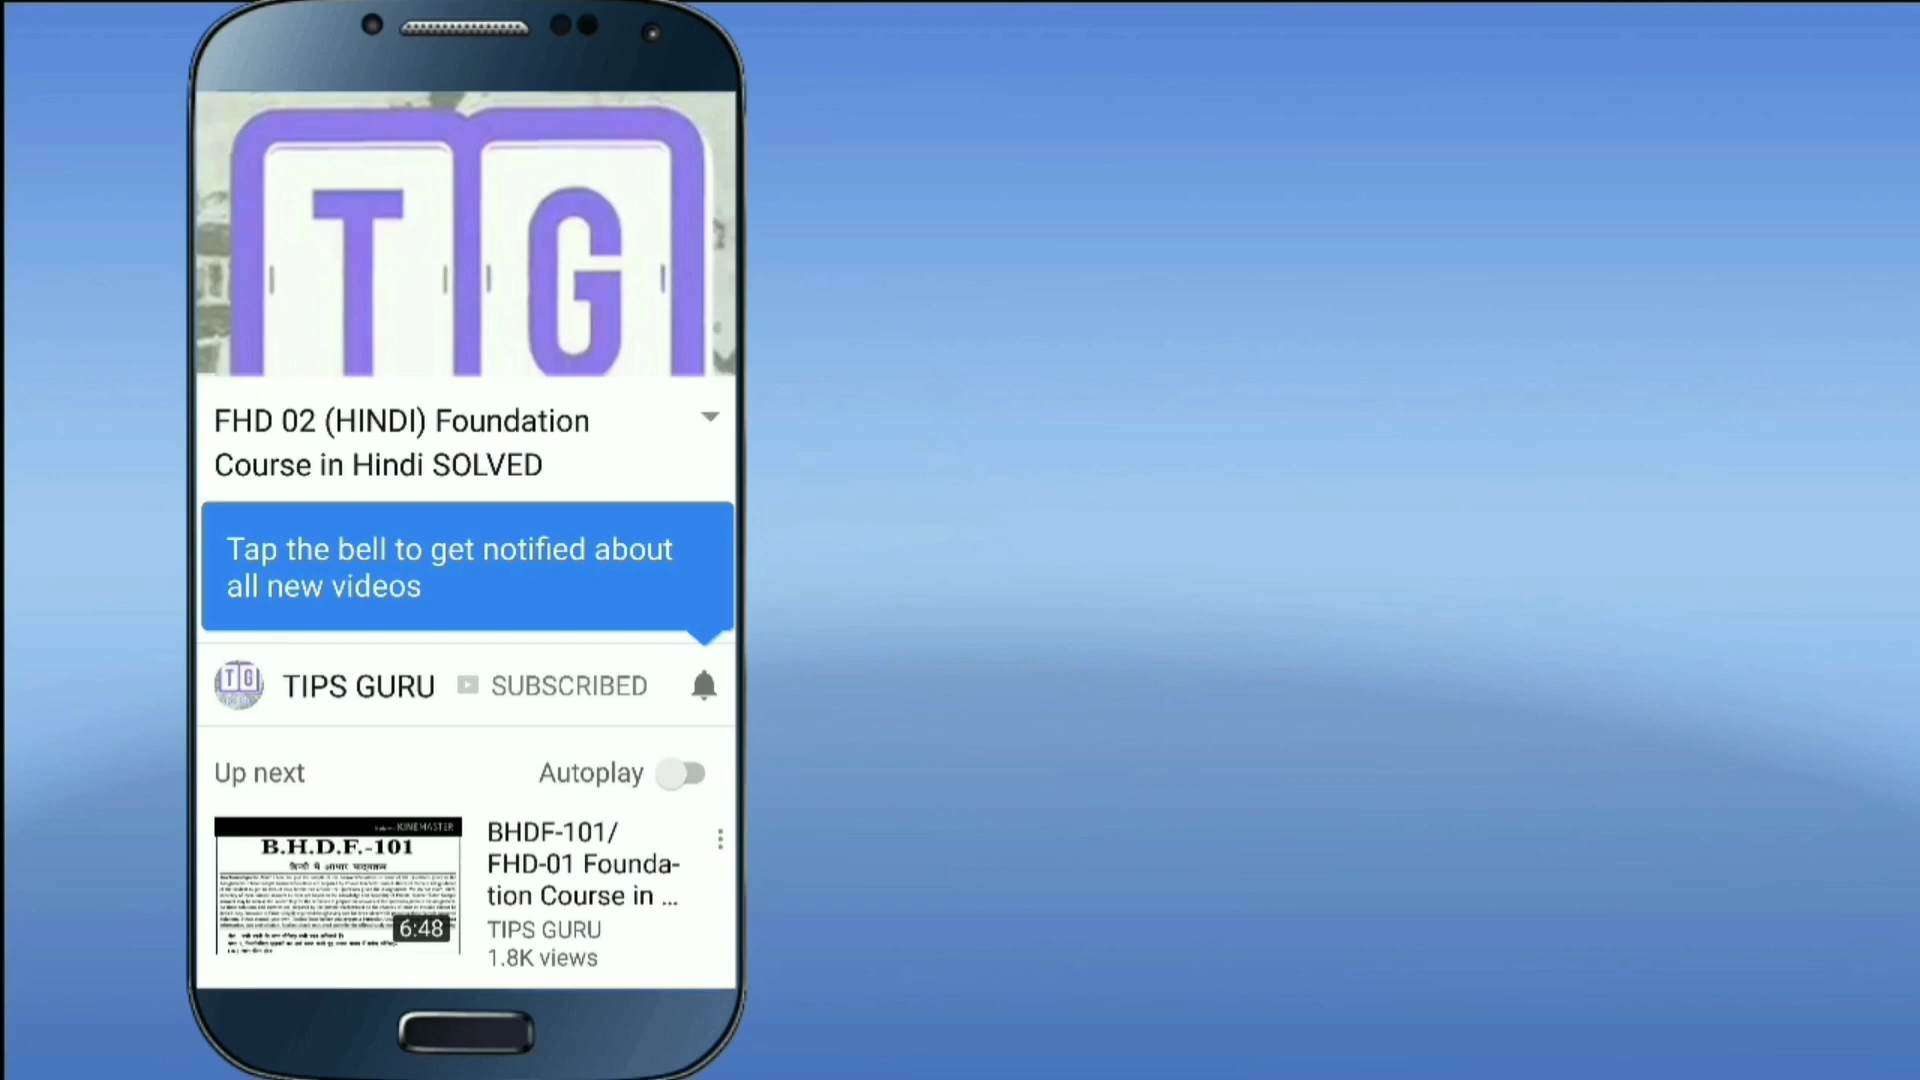 TG
FHD 02 (HINDI) Foundation
Course in Hindi SOLVED
Tap the bell to get notified about
all new videos
TG
TIPS GURU SUBSCRIBED
Up next Autoplay
KINEMASTER
B.H.D.F.-101
6:48
BHDF-101/
FHD-01 Founda-
tion Course in ...
TIPS GURU
1.8K views